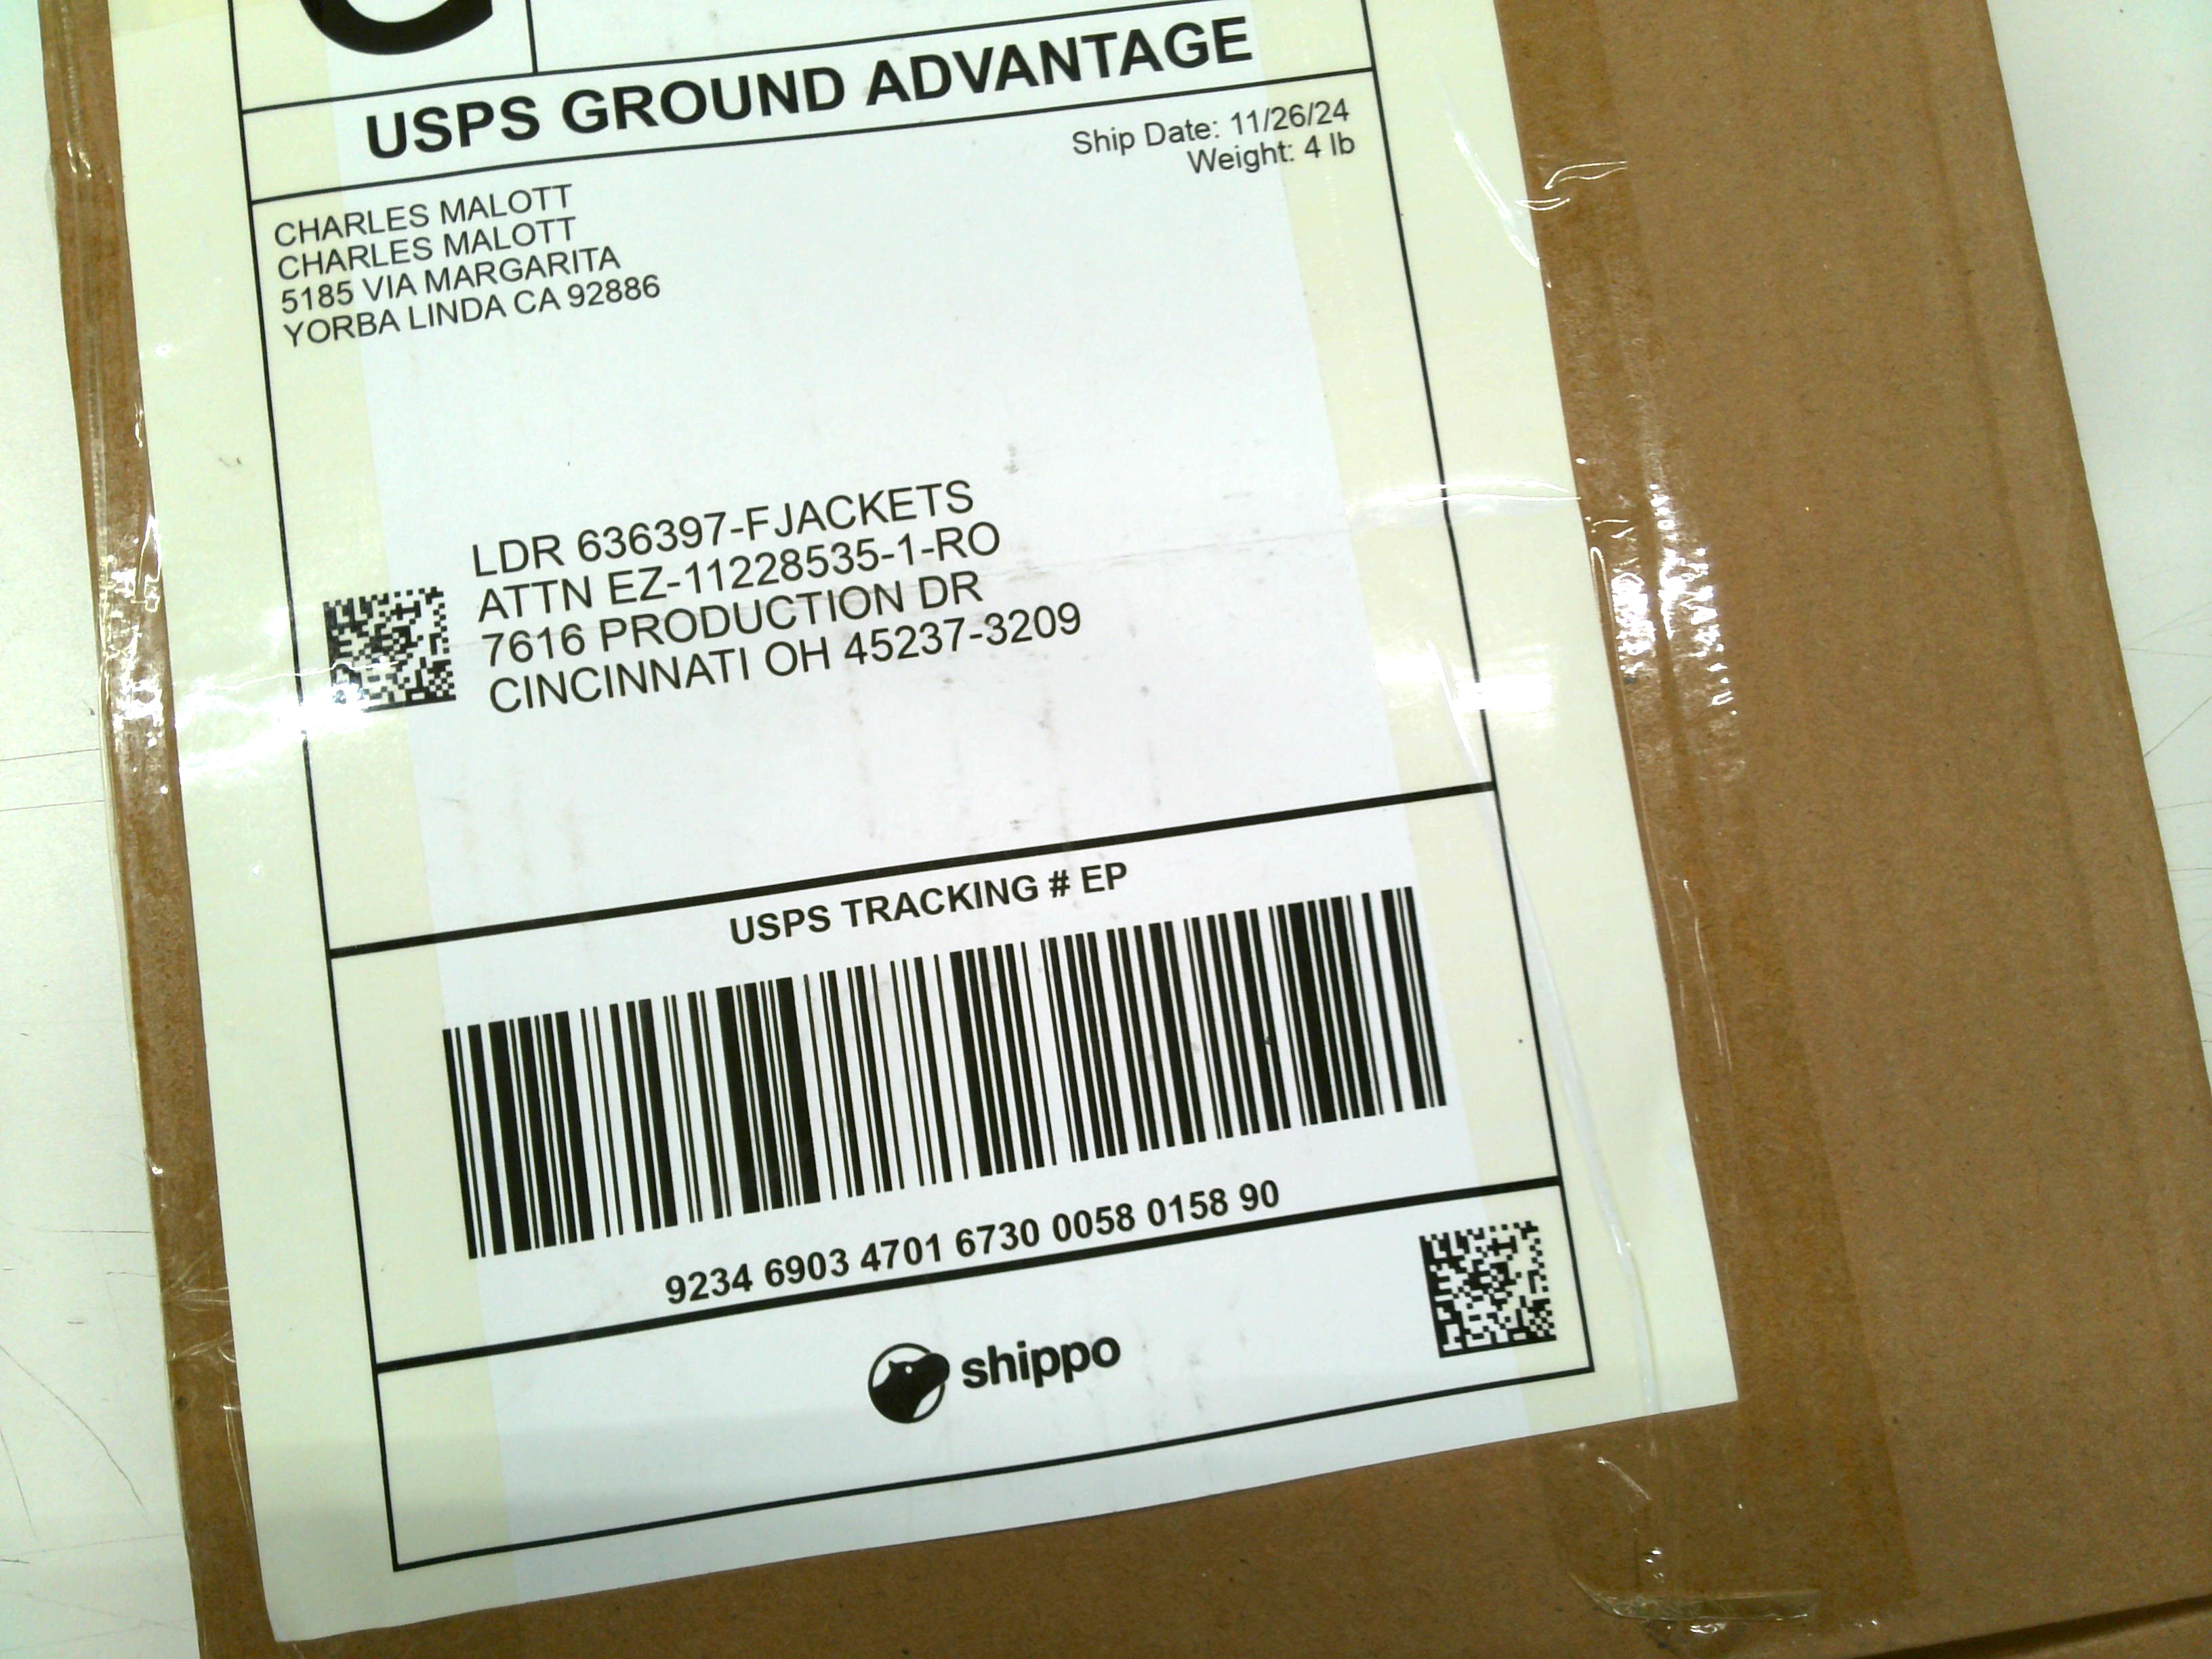 USPS GROUND ADVANTAGE
Ship Date: 11/26/24
Weight: 4 lb
CHARLES MALOTT
CHARLES MALOTT
5185 VIA MARGARITA
YORBA LINDA CA 92886
LDR 636397-FJACKETS
ATTN EZ-11228535-1-RO
7616 PRODUCTION DR
CINCINNATI OH 45237-3209
USPS TRACKING # EP
9234 6903 4701 6730 0058 0158 90
shippo